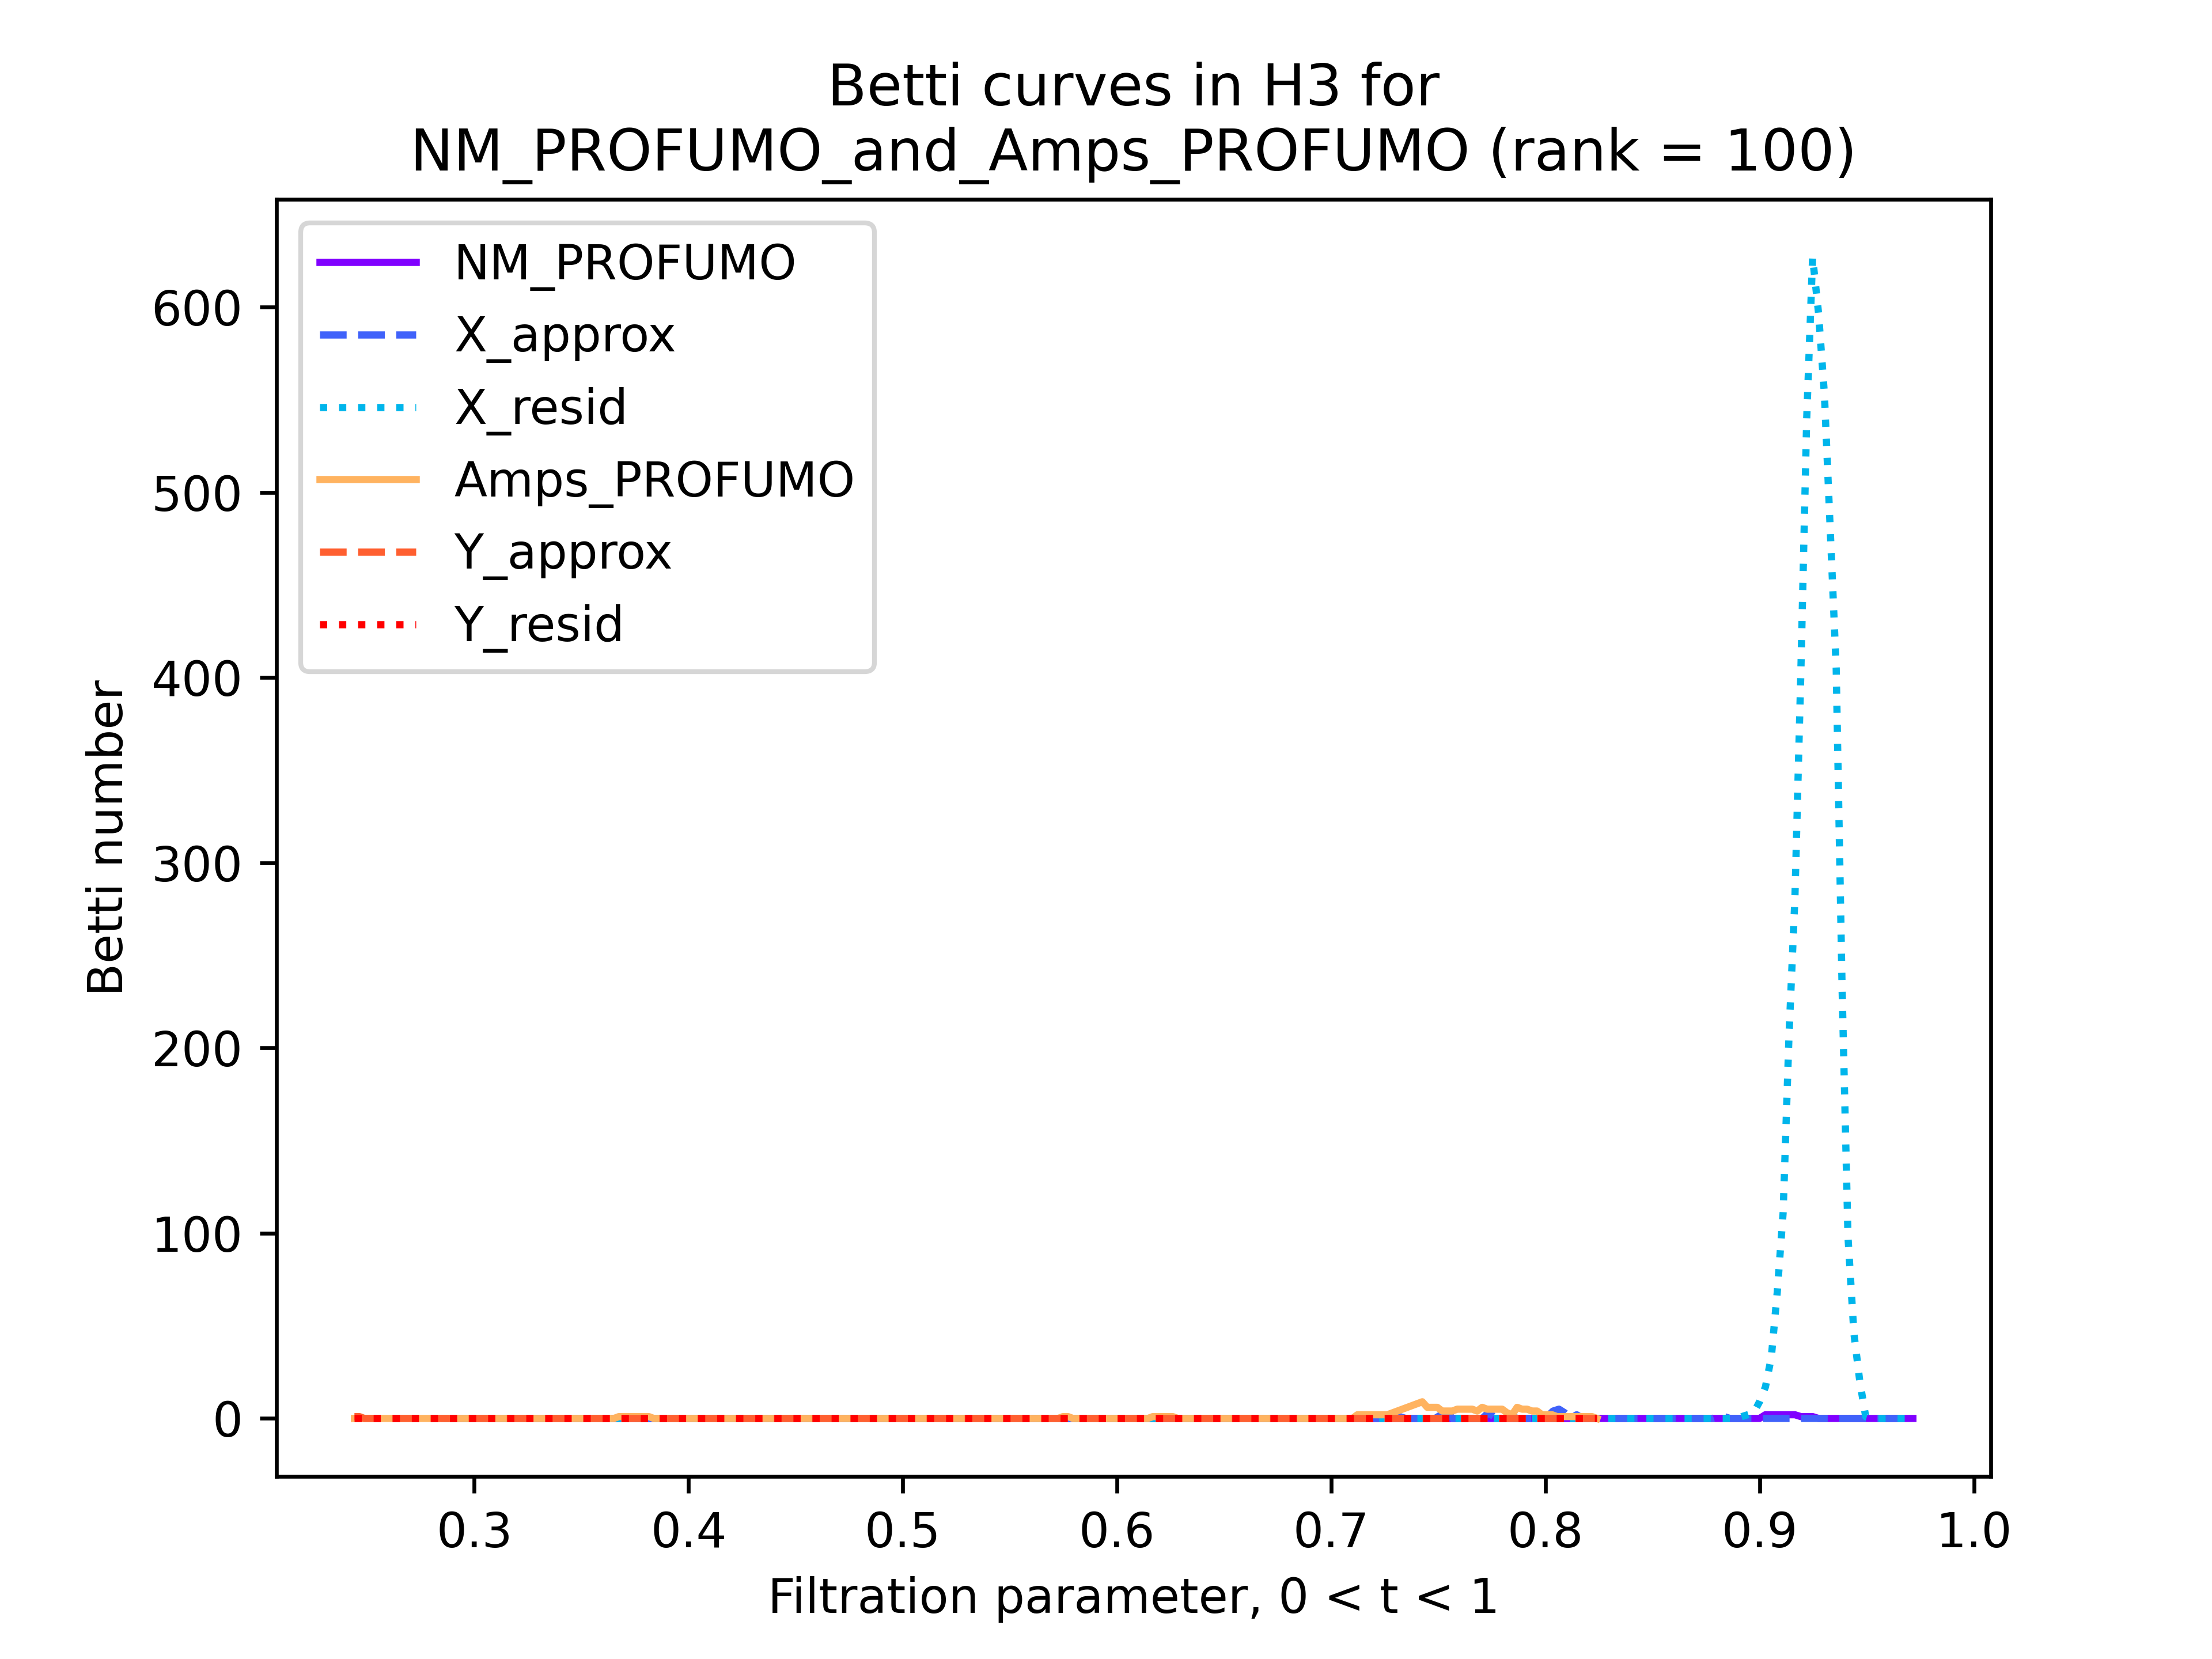 Betti curves in H3 for
NM_PROFUMO_and_Amps_PROFUMO (rank = 100)
NM_PROFUMO
X_approx
X_resid
Amps_PROFUMO
Y_approx
Y_resid
Betti number
600
500
400
300
200
100
0
0.3 0.4 0.5 0.6 0.7 0.8 0.9 1.0
Filtration parameter, 0 < t < 1